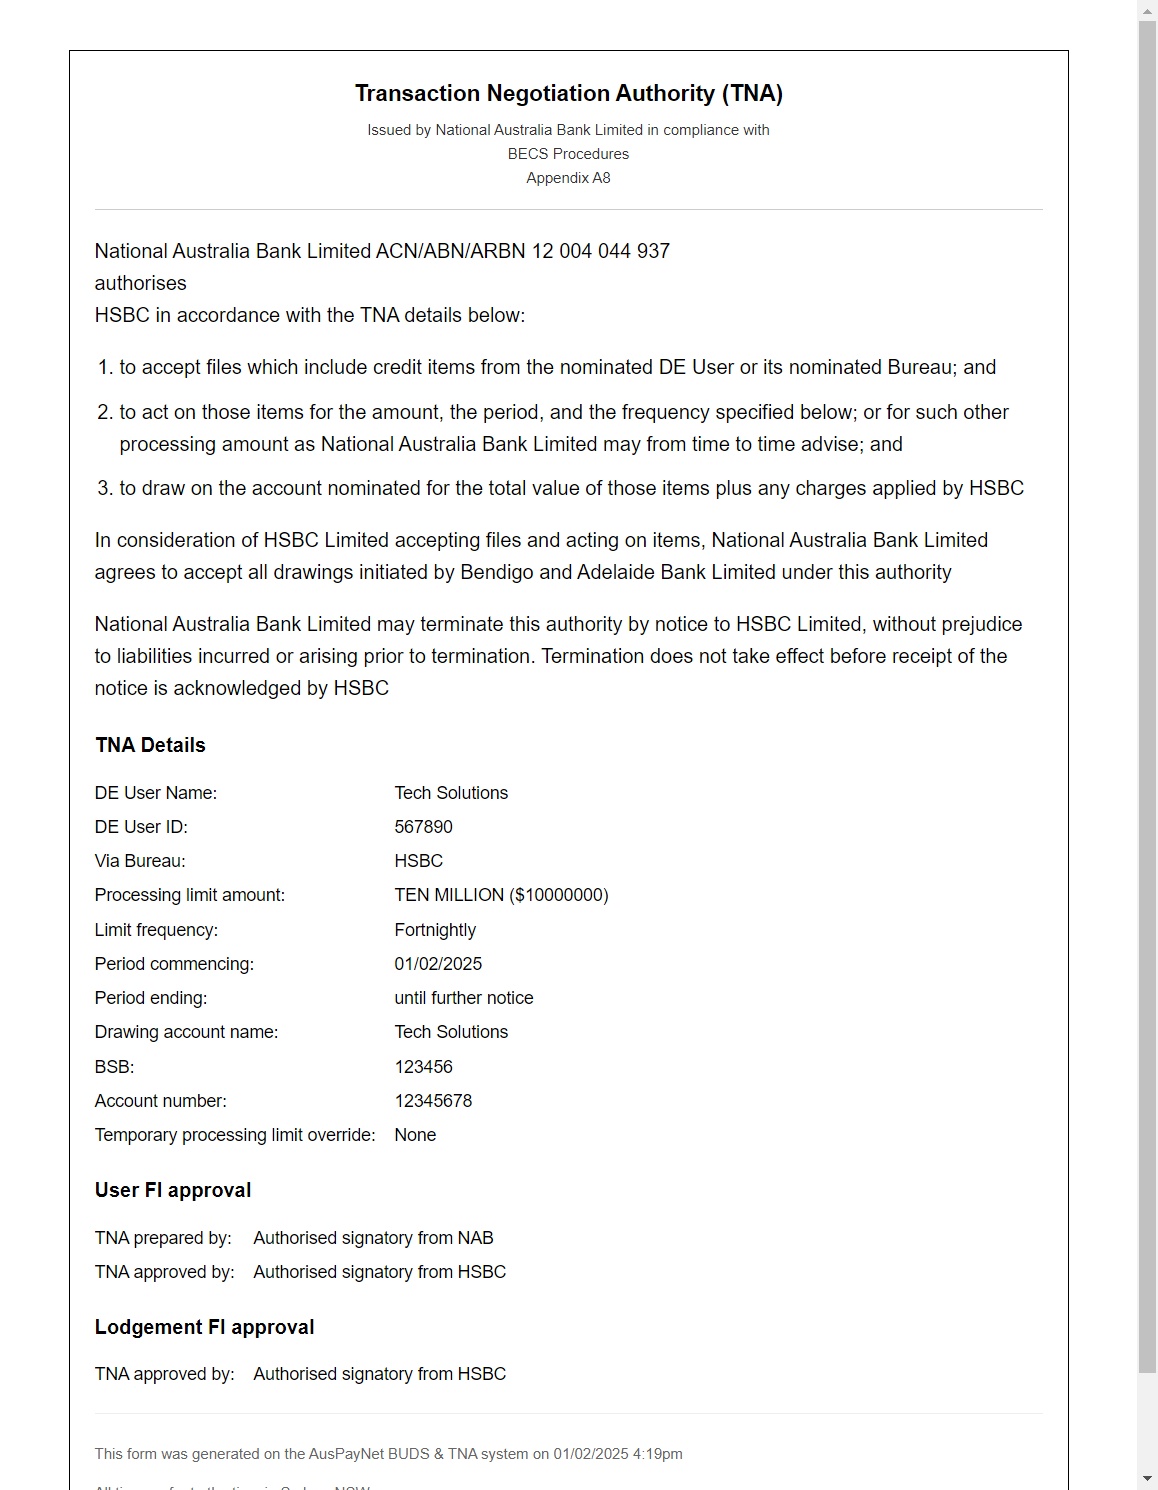 Transaction Negotiation Authority (TNA)
Issued by National Australia Bank Limited in compliance with
BECS Procedures
Appendix A8
National Australia Bank Limited ACN/ABN/ARBN 12 004 044 937
authorises
HSBC in accordance with the TNA details below:
1. to accept files which include credit items from the nominated DE User or its nominated Bureau; and
2. to act on those items for the amount, the period, and the frequency specified below; or for such other
processing amount as National Australia Bank Limited may from time to time advise; and
3. to draw on the account nominated for the total value of those items plus any charges applied by HSBC
In consideration of HSBC Limited accepting files and acting on items, National Australia Bank Limited
agrees to accept all drawings initiated by Bendigo and Adelaide Bank Limited under this authority
National Australia Bank Limited may terminate this authority by notice to HSBC Limited, without prejudice
to liabilities incurred or arising prior to termination. Termination does not take effect before receipt of the
notice is acknowledged by HSBC
TNA Details
DE User Name: Tech Solutions
DE User ID: 567890
Via Bureau: HSBC
Processing limit amount: TEN MILLION ($10000000)
Limit frequency: Fortnightly
Period commencing: 01/02/2025
Period ending: until further notice
Drawing account name: Tech Solutions
BSB: 123456
Account number: 12345678
Temporary processing limit override: None
User FI approval
TNA prepared by: Authorised signatory from NAB
TNA approved by: Authorised signatory from HSBC
Lodgement FI approval
TNA approved by: Authorised signatory from HSBC
This form was generated on the AusPayNet BUDS & TNA system on 01/02/2025 4:19pm